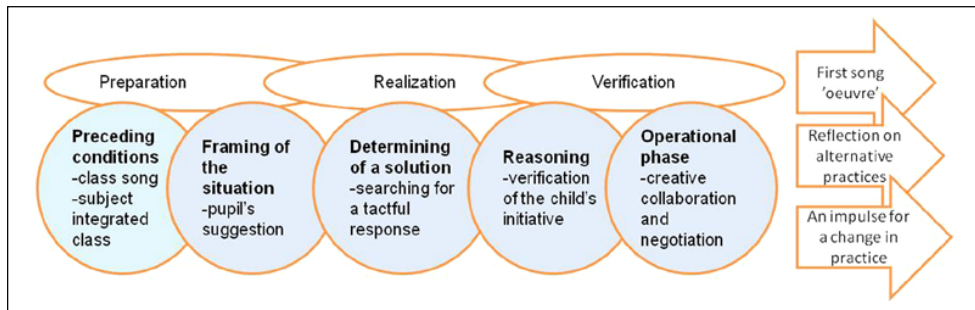 Preparation
Realization
Verification
Preceding
conditions
-class song
-subject
integrated
class
Framing of
the
situation
-pupil's
suggestion
Determining
of a solution
-searching for
a tactful
response
Reasoning
-verification
of the child's
initiative
Operational
phase
-creative
collaboration
and
negotiation
First song
'oeuvre'
Reflection on
alternative
practices
An impulse for
a change in
practice